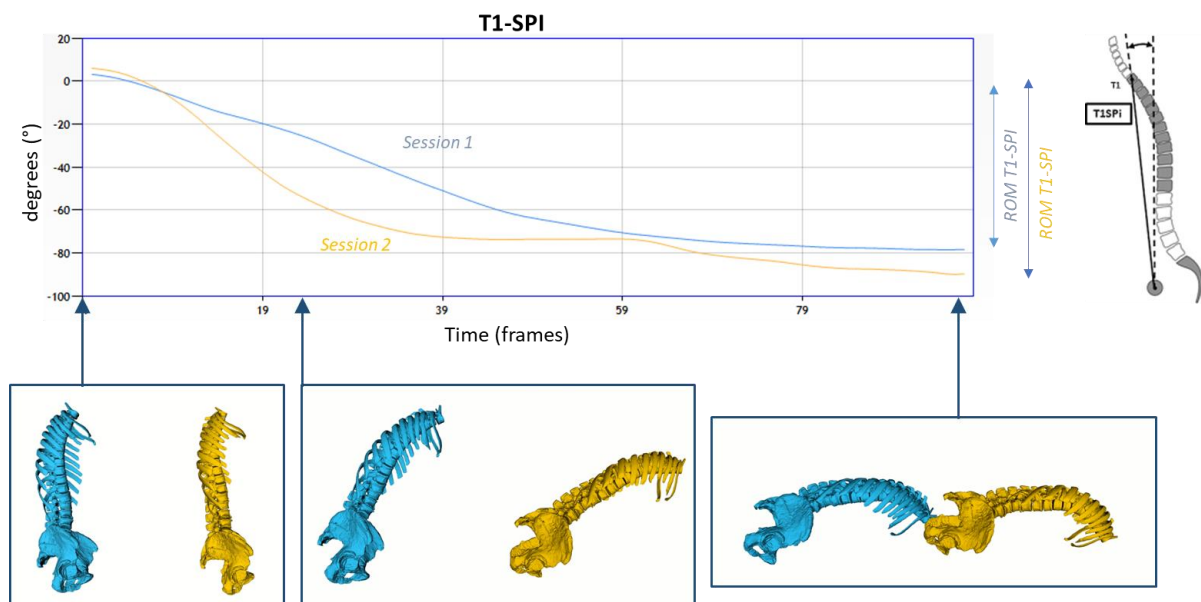 T1-SPI
20
0
-20
-40
-60
-80
-100
degrees (°)
Session 1
Session 2
19
39
59
79
Time (frames)
ROM T1-SPI
ROM T1-SPI
T1
T1SPi